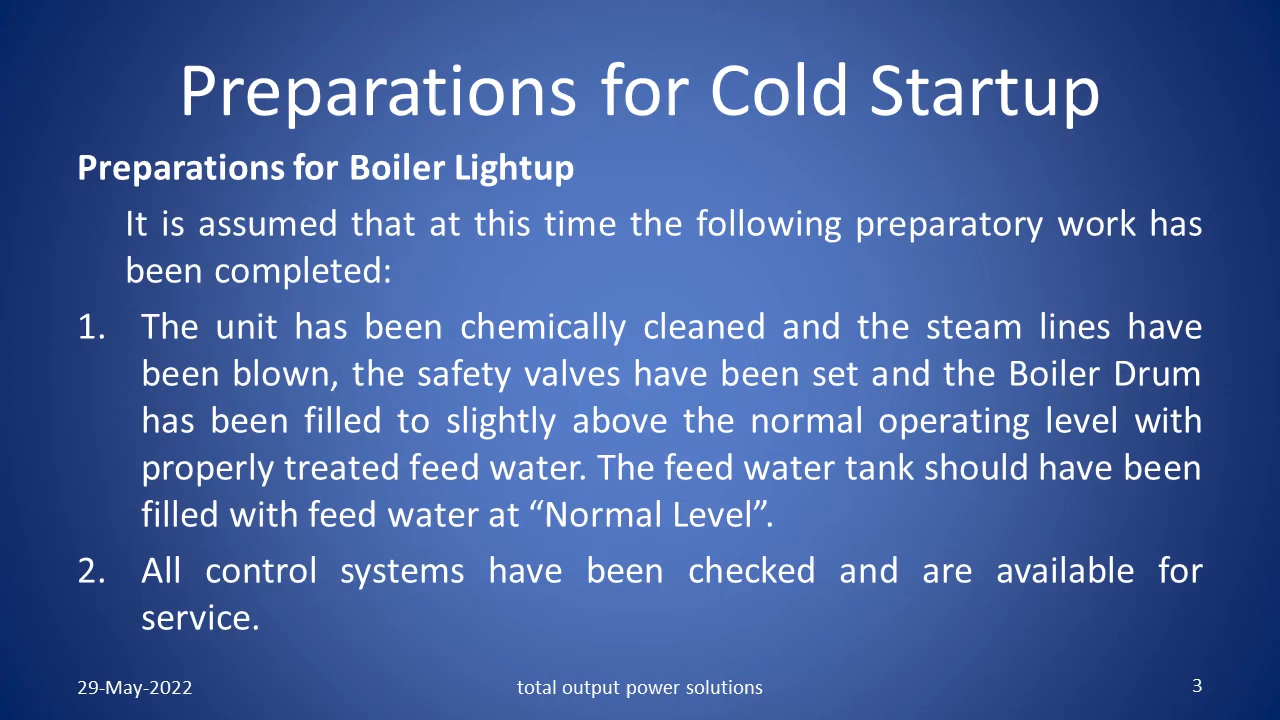 Preparations for Cold Startup
Preparations for Boiler Lightup
It is assumed that at this time the following preparatory work has
been completed:
1. The unit has been chemically cleaned and the steam lines have
been blown, the safety valves have been set and the Boiler Drum
has been filled to slightly above the normal operating level with
properly treated feed water. The feed water tank should have been
filled with feed water at “Normal Level”.
2. All control systems have been checked and are available for
service.
29-May-2022
total output power solutions
3